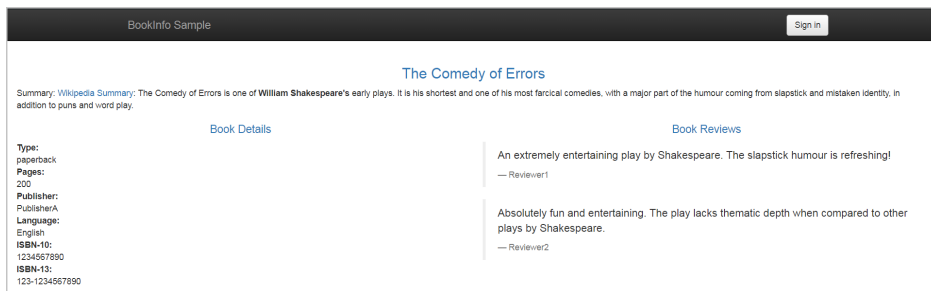 BookInfo Sample
Sign in
The Comedy of Errors
Summary: Wikipedia Summary: The Comedy of Errors is one of William Shakespeare's early plays. It is his shortest and one of his most farcical comedies, with a major part of the humour coming from slapstick and mistaken identity, in
addition to puns and word play.
Book Details
Type:
paperback
Pages:
200
Publisher:
PublisherA
Language:
English
ISBN-10:
1234567890
ISBN-13:
123-1234567890
Book Reviews
An extremely entertaining play by Shakespeare. The slapstick humour is refreshing!
— Reviewer1
Absolutely fun and entertaining. The play lacks thematic depth when compared to other
plays by Shakespeare.
— Reviewer2